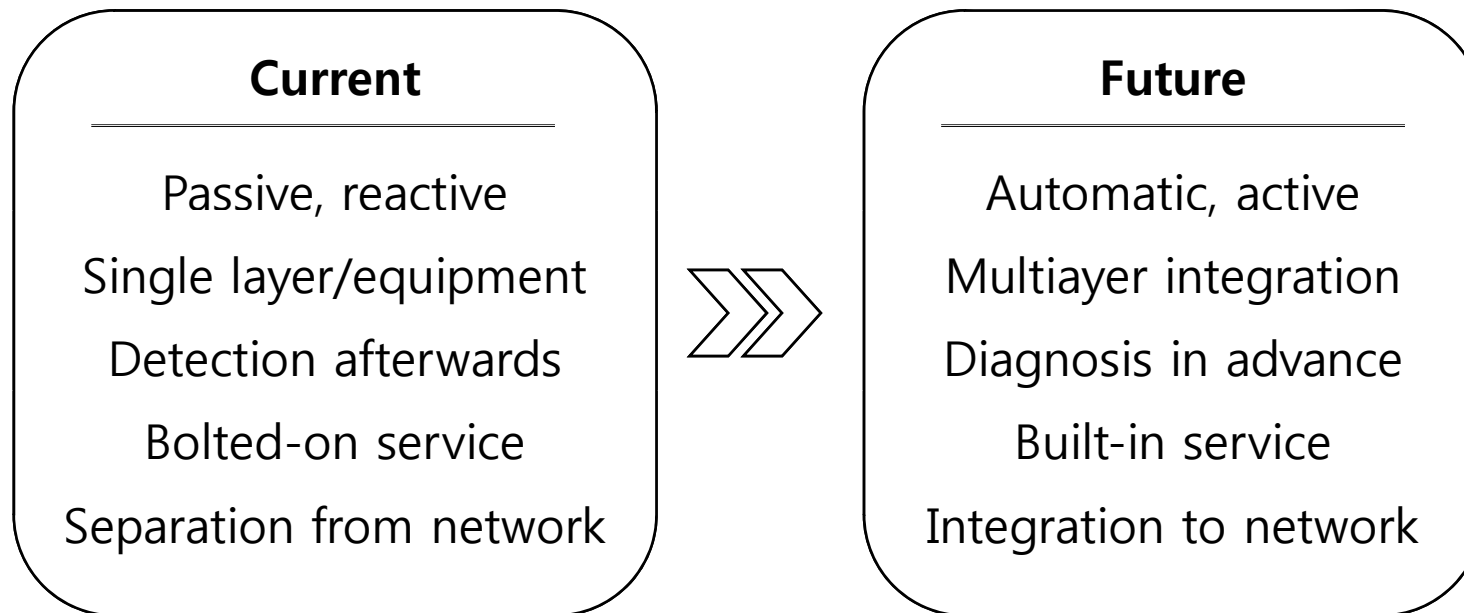 Current
Passive, reactive
Single layer/equipment
Detection afterwards
Bolted-on service
Separation from network
Future
Automatic, active
Multiayer integration
Diagnosis in advance
Built-in service
Integration to network